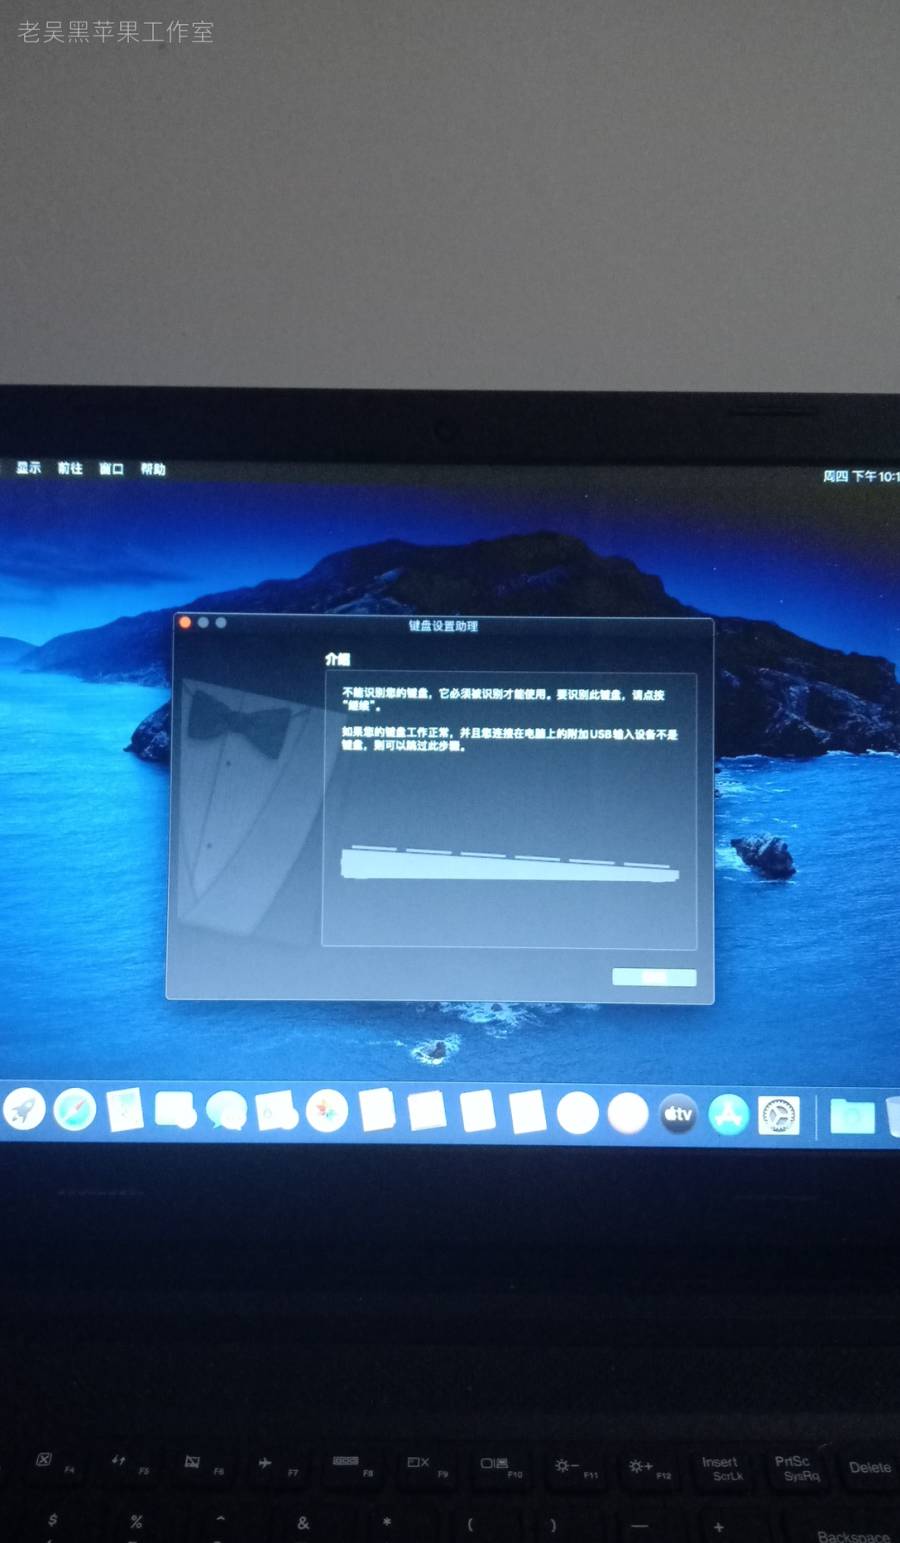 老吴黑苹果工作室
显示 前往 窗口 帮助
周四 下午10:1
键盘设置助理
介绍
不能识别您的键盘，它必须被识别才能使用。要识别此键盘，请点按
“继续”。
如果您的键盘工作正常，并且您连接在电脑上的附加USB输入设备不是
键盘，则可以跳过此步骤。
tv
F4 F5 F6 F7 F8 F9 F10 F11 F12 Insert ScrLk PrtSc SysRq Delete
$ % ^ & * ( ) — + Backspace